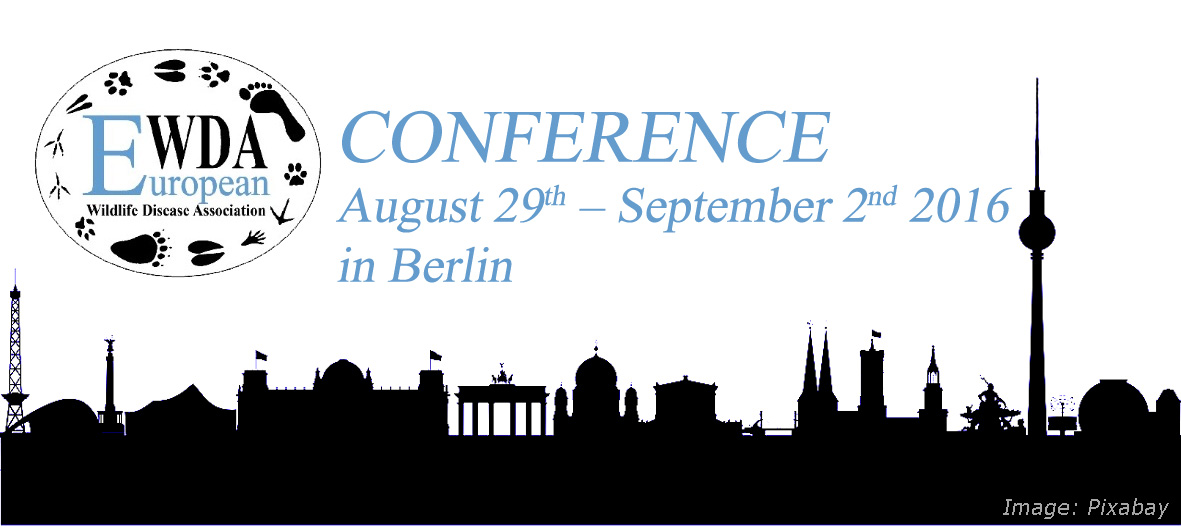 EWDA
European
Wildlife Disease Association
CONFERENCE
August 29th – September 2nd 2016
in Berlin
Image: Pixabay